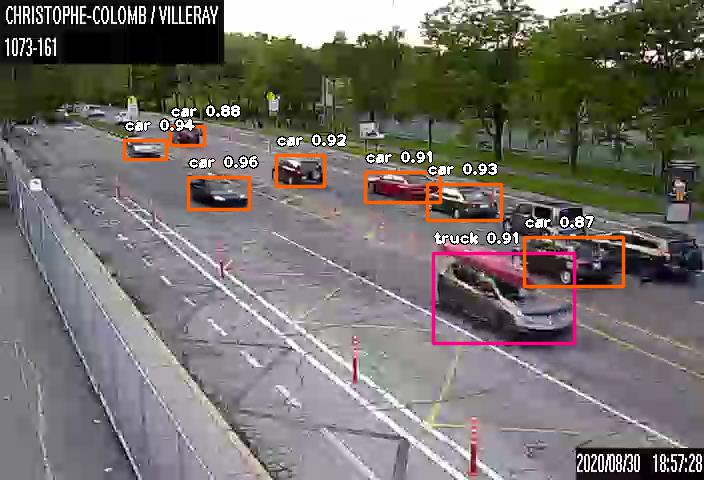 CHRISTOPHE-COLOMB / VILLERAY
1073-161
car 0.88
car 0.94
car 0.92
car 0.96
car 0.91
car 0.93
car 0.87
truck 0.91
2020/08/30 18:57:28